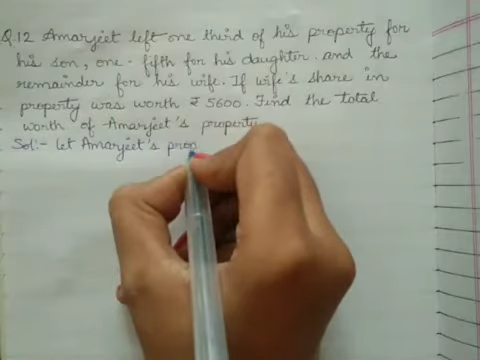 Q.12 Amarjeet left one third of his property for
his son, one-fifth for his daughter and the
remainder for his wife. If wife's share in
property was worth ₹ 5600. Find the total
worth of Amarjeet's property
Sol:- Let Amarjeet's prop